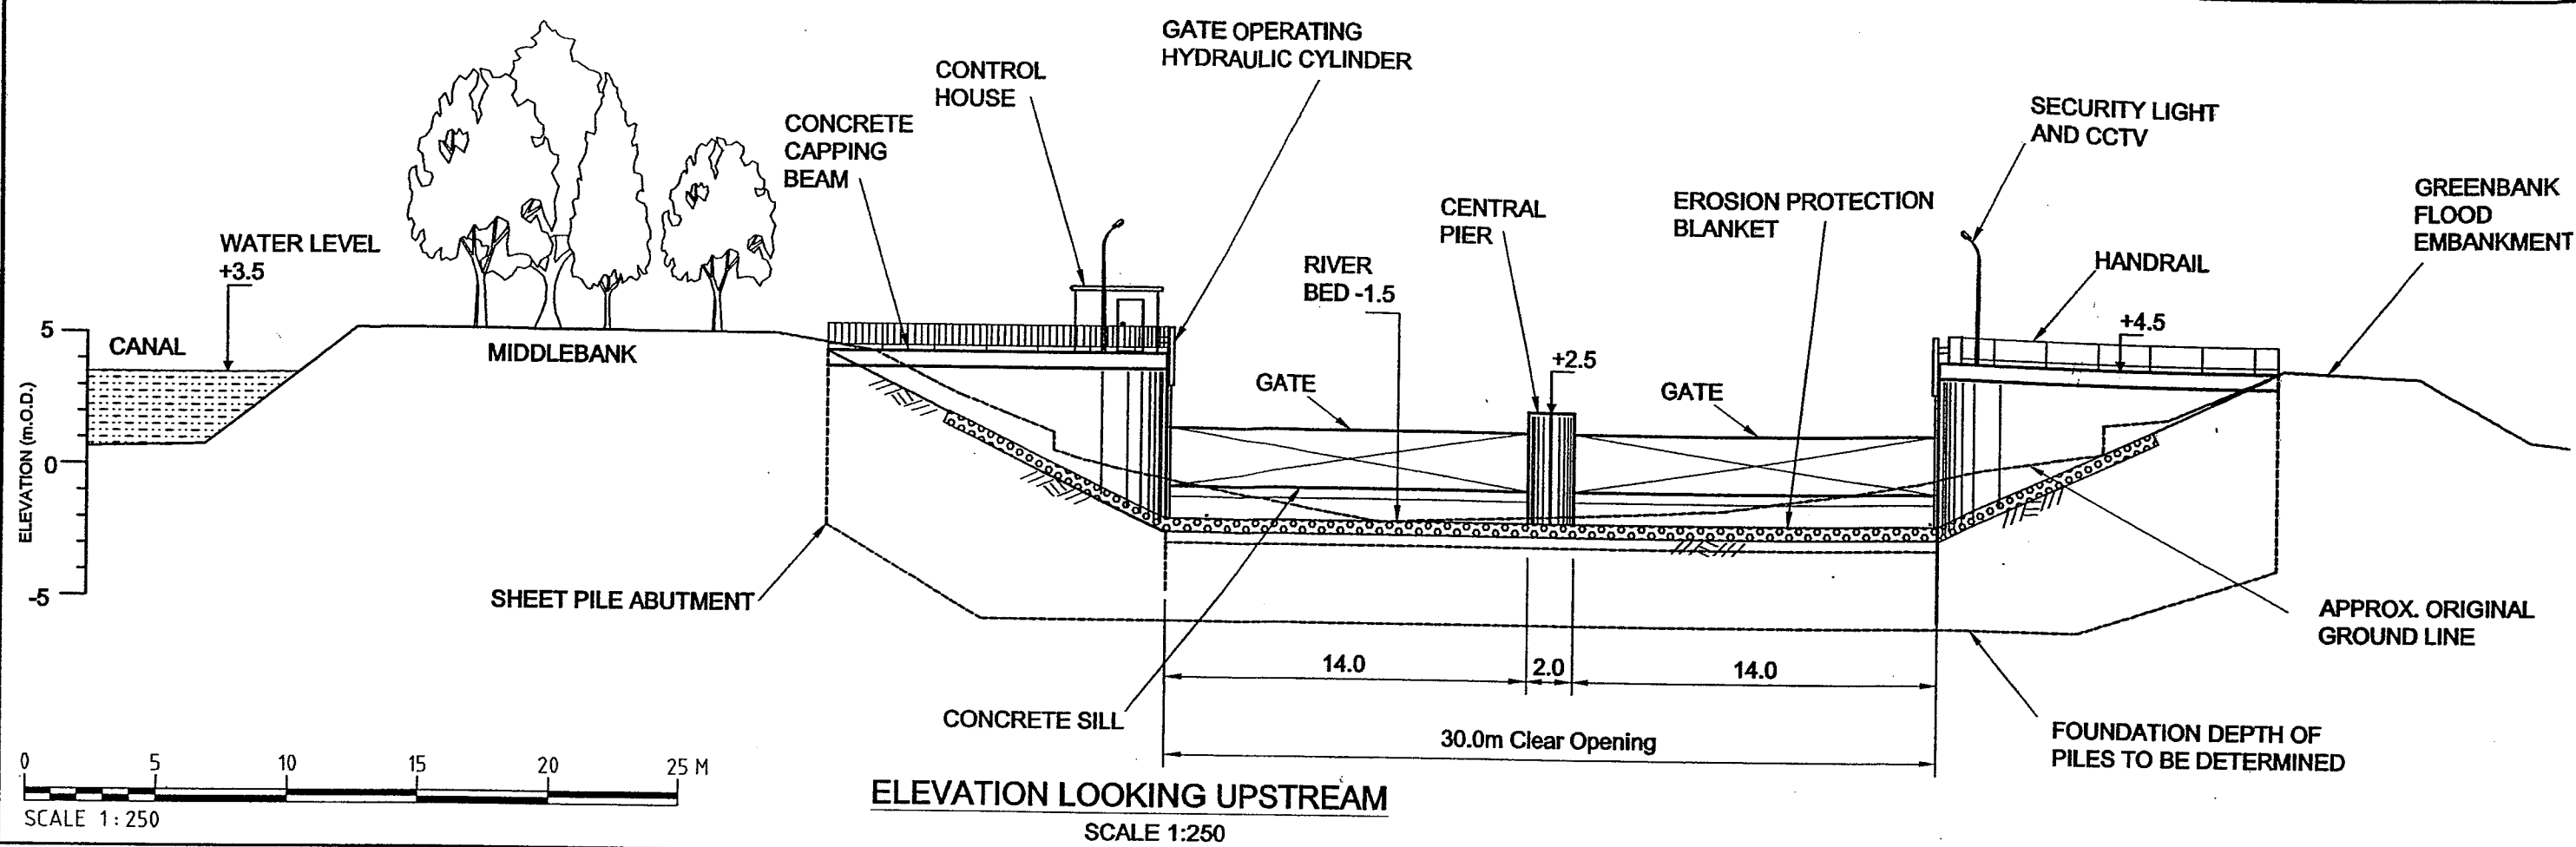 GATE OPERATING
HYDRAULIC CYLINDER
CONTROL
HOUSE
CONCRETE
CAPPING
BEAM
SECURITY LIGHT
AND CCTV
GREENBANK
FLOOD
EMBANKMENT
EROSION PROTECTION
BLANKET
CENTRAL
PIER
WATER LEVEL
+3.5
RIVER
BED -1.5
HANDRAIL
+4.5
+2.5
CANAL
MIDDLEBANK
GATE
GATE
5
0
-5
ELEVATION (m.O.D.)
SHEET PILE ABUTMENT
APPROX. ORIGINAL
GROUND LINE
14.0
2.0
14.0
CONCRETE SILL
30.0m Clear Opening
FOUNDATION DEPTH OF
PILES TO BE DETERMINED
0 5 10 15 20 25 M
SCALE 1:250
ELEVATION LOOKING UPSTREAM
SCALE 1:250